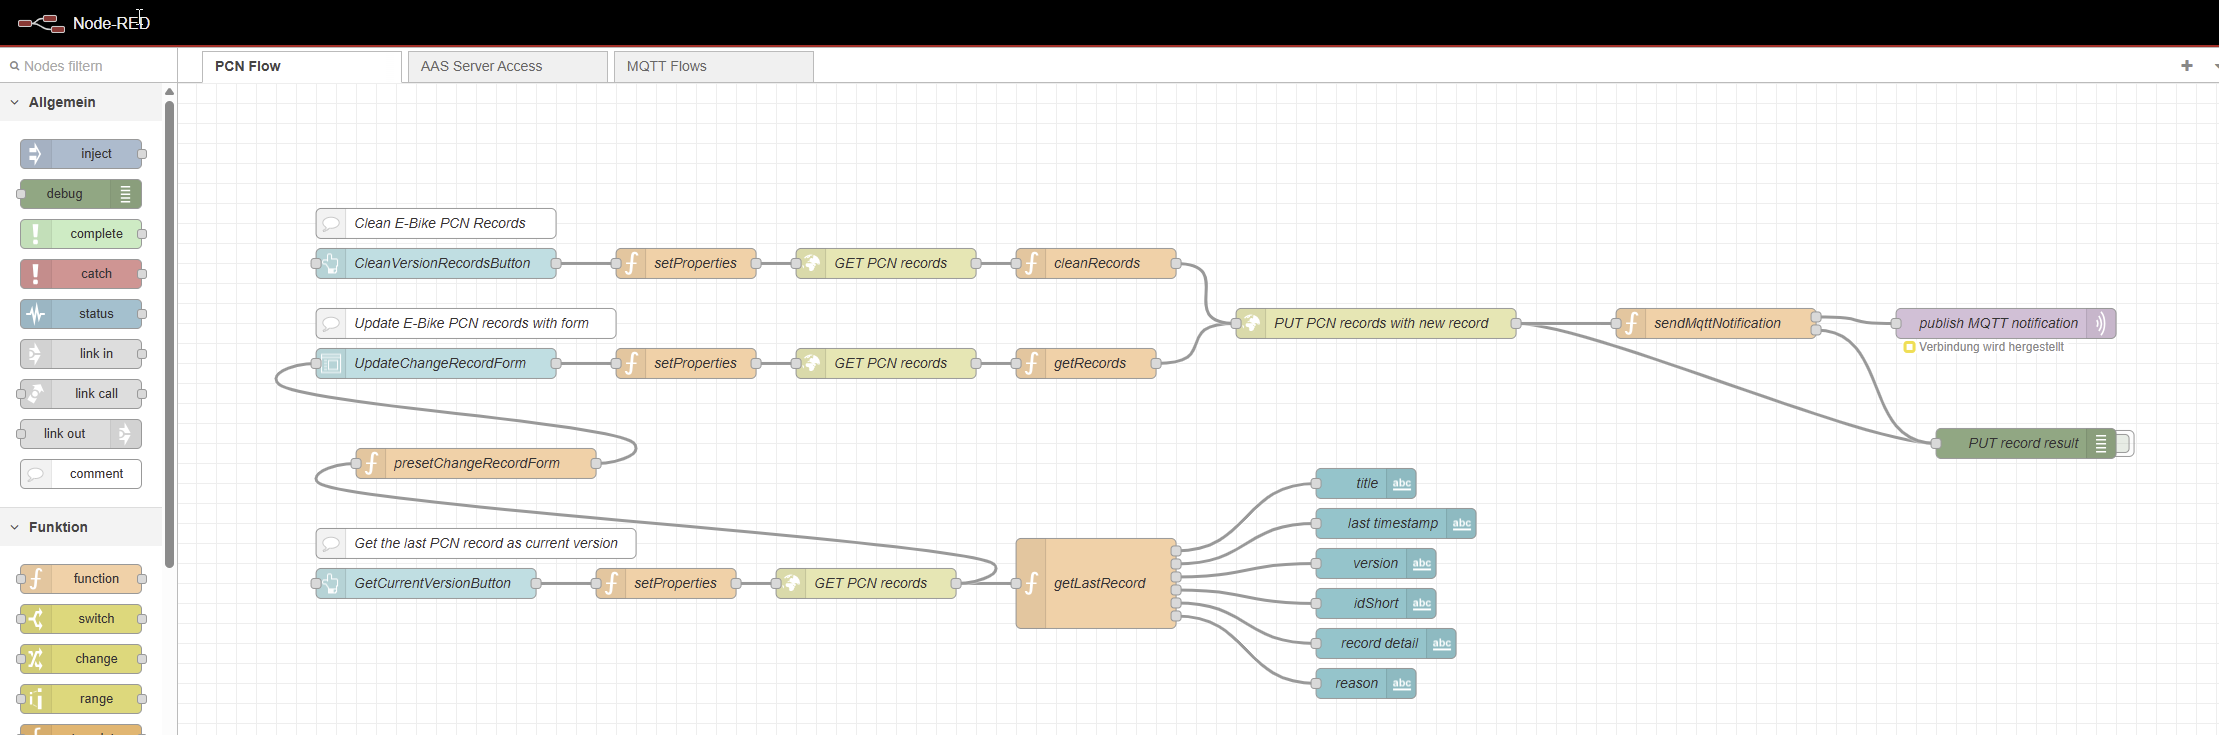 Node-RED
Nodes filtern
PCN Flow
AAS Server Access
MQTT Flows
Allgemein
inject
debug
complete
catch
status
link in
link call
link out
comment
Funktion
function
switch
change
range
Clean E-Bike PCN Records
CleanVersionRecordsButton
setProperties
GET PCN records
cleanRecords
Update E-Bike PCN records with form
PUT PCN records with new record
sendMqttNotification
publish MQTT notification
Verbindung wird hergestellt
UpdateChangeRecordForm
setProperties
GET PCN records
getRecords
PUT record result
presetChangeRecordForm
title
abc
last timestamp
abc
Get the last PCN record as current version
version
abc
GetCurrentVersionButton
setProperties
GET PCN records
getLastRecord
idShort
abc
record detail
abc
reason
abc